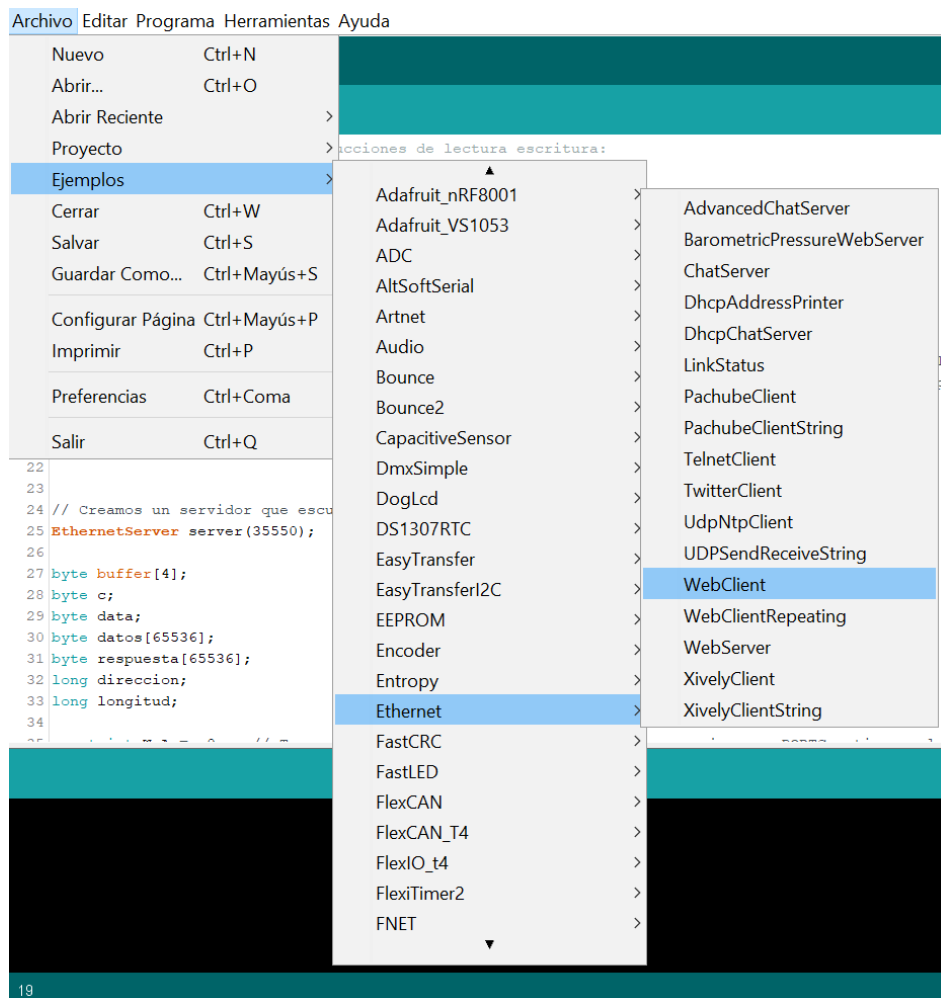 Archivo Editar Programa Herramientas Ayuda
Nuevo Ctrl+N
Abrir... Ctrl+O
Abrir Reciente >
Proyecto >
Ejemplos >
Cerrar Ctrl+W
Salvar Ctrl+S
Guardar Como... Ctrl+Mayús+S
Configurar Página Ctrl+Mayús+P
Imprimir Ctrl+P
Preferencias Ctrl+Coma
Salir Ctrl+Q
de lectura escritura:
Adafruit_nRF8001 >
Adafruit_VS1053 >
ADC >
AltSoftSerial >
Artnet >
Audio >
Bounce >
Bounce2 >
CapacitiveSensor >
DmxSimple >
DogLcd >
DS1307RTC >
EasyTransfer >
EasyTransferI2C >
EEPROM >
Encoder >
Entropy >
Ethernet >
FastCRC >
FastLED >
FlexCAN >
FlexCAN_T4 >
FlexIO_t4 >
FlexiTimer2 >
FNET >
AdvancedChatServer
BarometricPressureWebServer
ChatServer
DhcpAddressPrinter
DhcpChatServer
LinkStatus
PachubeClient
PachubeClientString
TelnetClient
TwitterClient
UdpNtpClient
UDPSendReceiveString
WebClient
WebClientRepeating
WebServer
XivelyClient
XivelyClientString
22
23
24 // Creamos un servidor que escu
25 EthernetServer server(35550);
26
27 byte buffer[4];
28 byte c;
29 byte data;
30 byte datos[65536];
31 byte respuesta[65536];
32 long direccion;
33 long longitud;
34
19